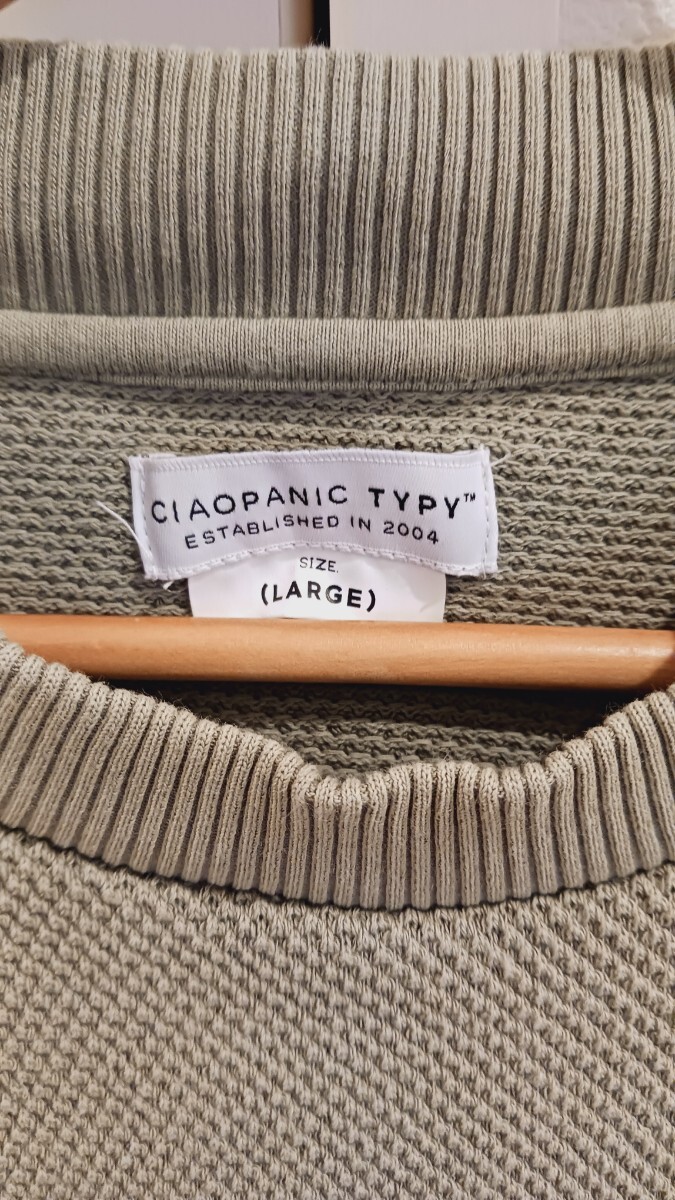 CIAOPANIC TYPY™
ESTABLISHED IN 2004
SIZE.
(LARGE)